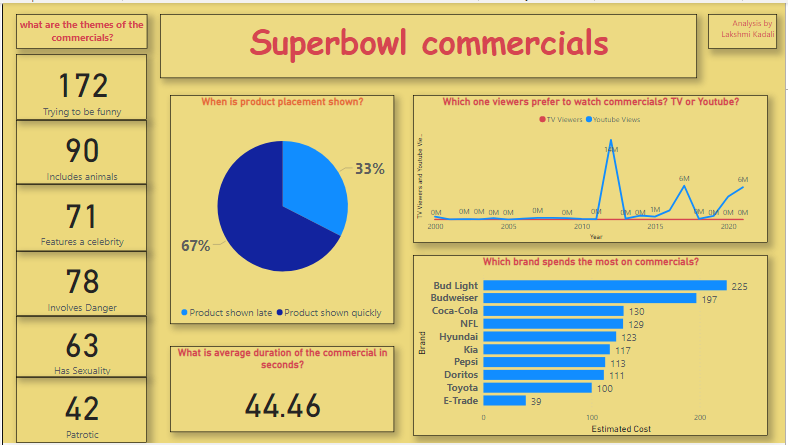 what are the themes of the
commercials?
Superbowl commercials
Analysis by
Lakshmi Kadali
172
Trying to be funny
90
Includes animals
71
Features a celebrity
78
Involves Danger
63
Has Sexuality
42
Patrotic
When is product placement shown?
33%
67%
Product shown late
Product shown quickly
What is average duration of the commercial in
seconds?
44.46
Which one viewers prefer to watch commercials? TV or Youtube?
TV Viewers
Youtube Views
TV Viewers and Youtube Vie...
14M
6M
6M
0M
0M
0M
0M
0M
0M
0M
0M
0M
1M
0M
0M
0M
0M
2000
2005
2010
2015
2020
Year
Which brand spends the most on commercials?
Brand
Bud Light 225
Budweiser 197
Coca-Cola 130
NFL 129
Hyundai 123
Kia 117
Pepsi 113
Doritos 111
Toyota 100
E-Trade 39
0
100
200
Estimated Cost